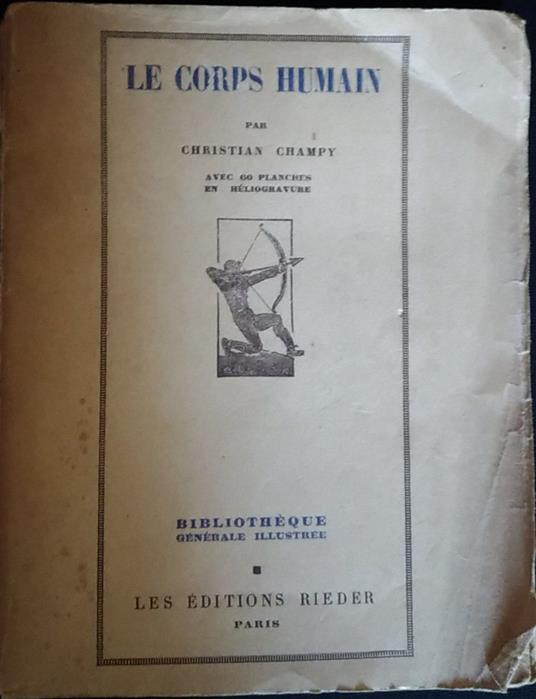 LE CORPS HUMAIN
PAR
CHRISTIAN CHAMPY
AVEC 60 PLANCHES
EN HÉLIOGRAVURE
BIBLIOTHÈQUE
GÉNÉRALE ILLUSTRÉE
LES ÉDITIONS RIEDER
PARIS